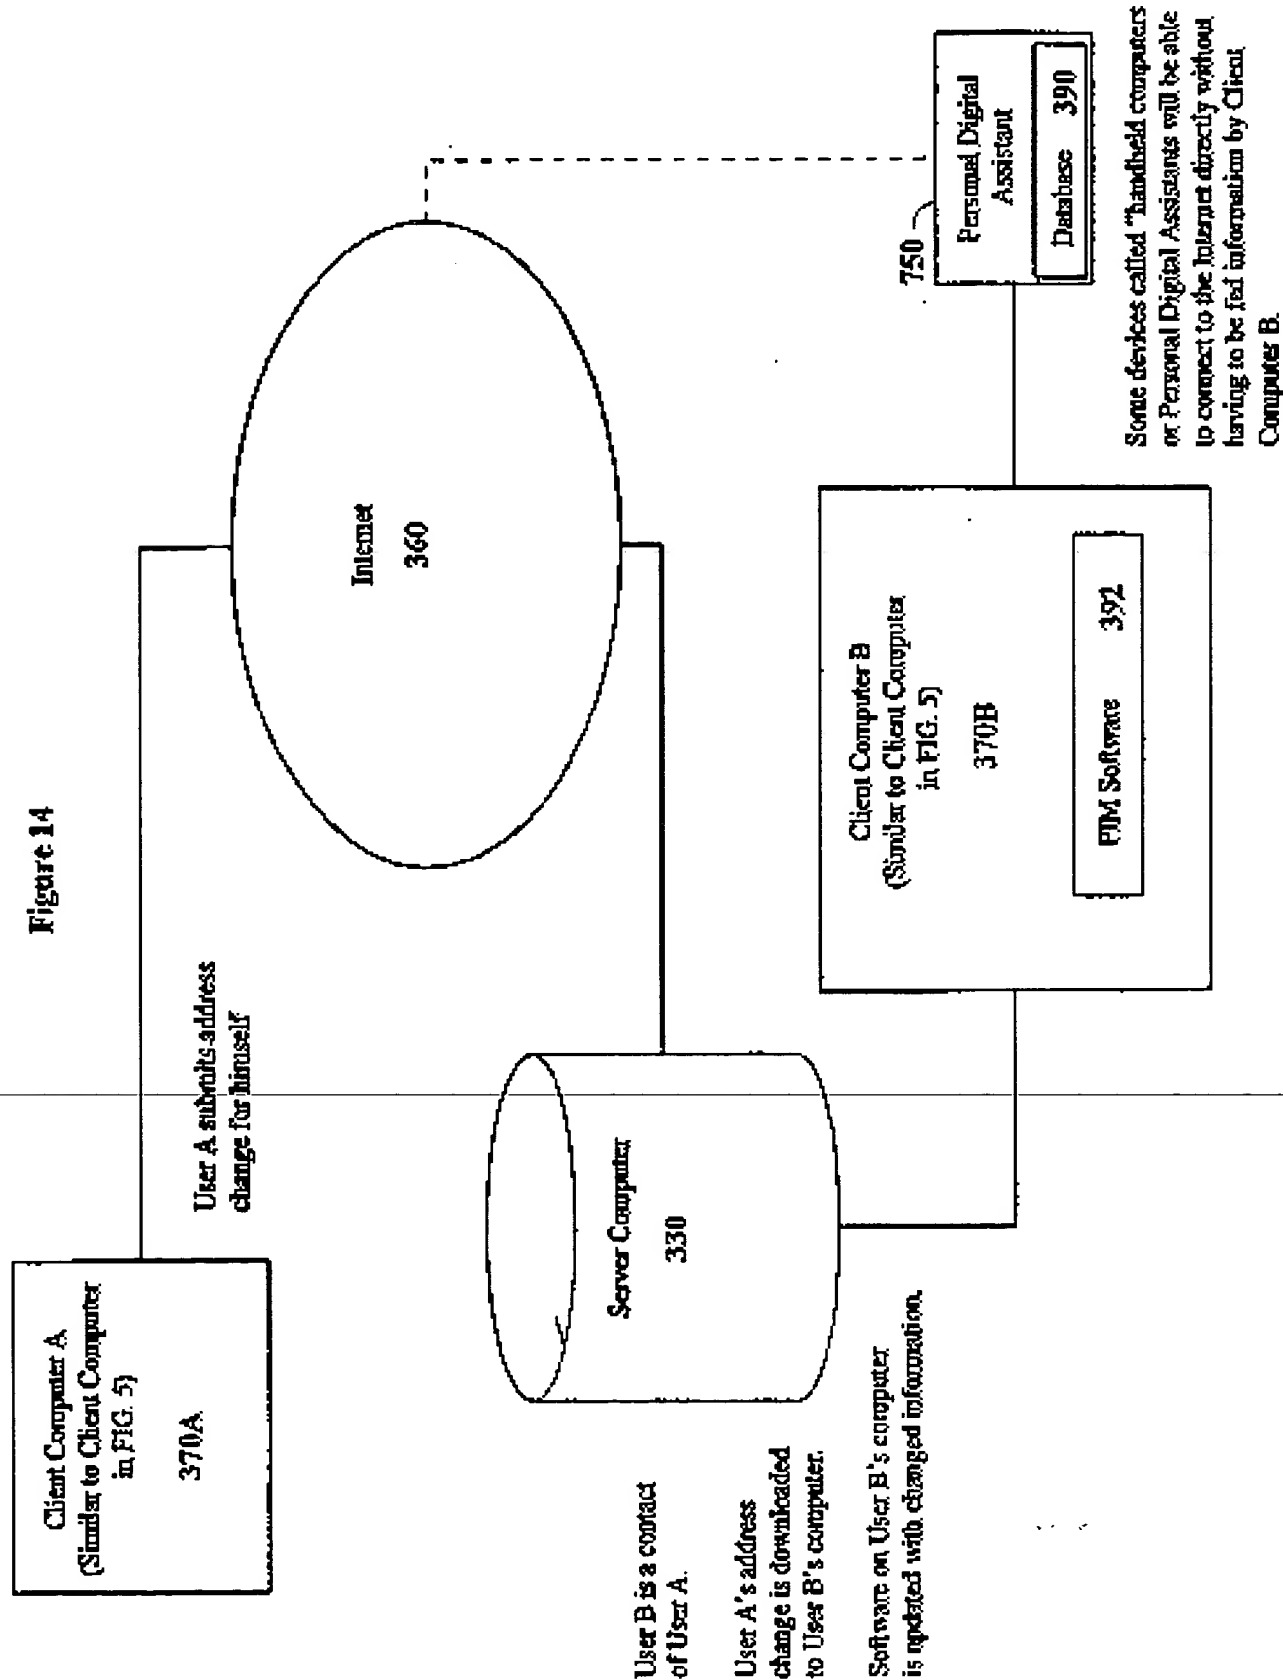 Figure 14
Client Computer A
(Similar to Client Computer
in FIG. 5)
370A
User A submits address
change for himself
Internet
360
Server Computer
330
User B is a contact
of User A.
User A's address
change is downloaded
to User B's computer.
Software on User B's computer
is updated with changed information.
Client Computer B
(Similar to Client Computer
in FIG. 5)
370B
PIM Software 392
750
Personal Digital
Assistant
Database 390
Some devices called "handheld computers
or Personal Digital Assistants will be able
to connect to the Internet directly without
having to be fed information by Client
Computer B.